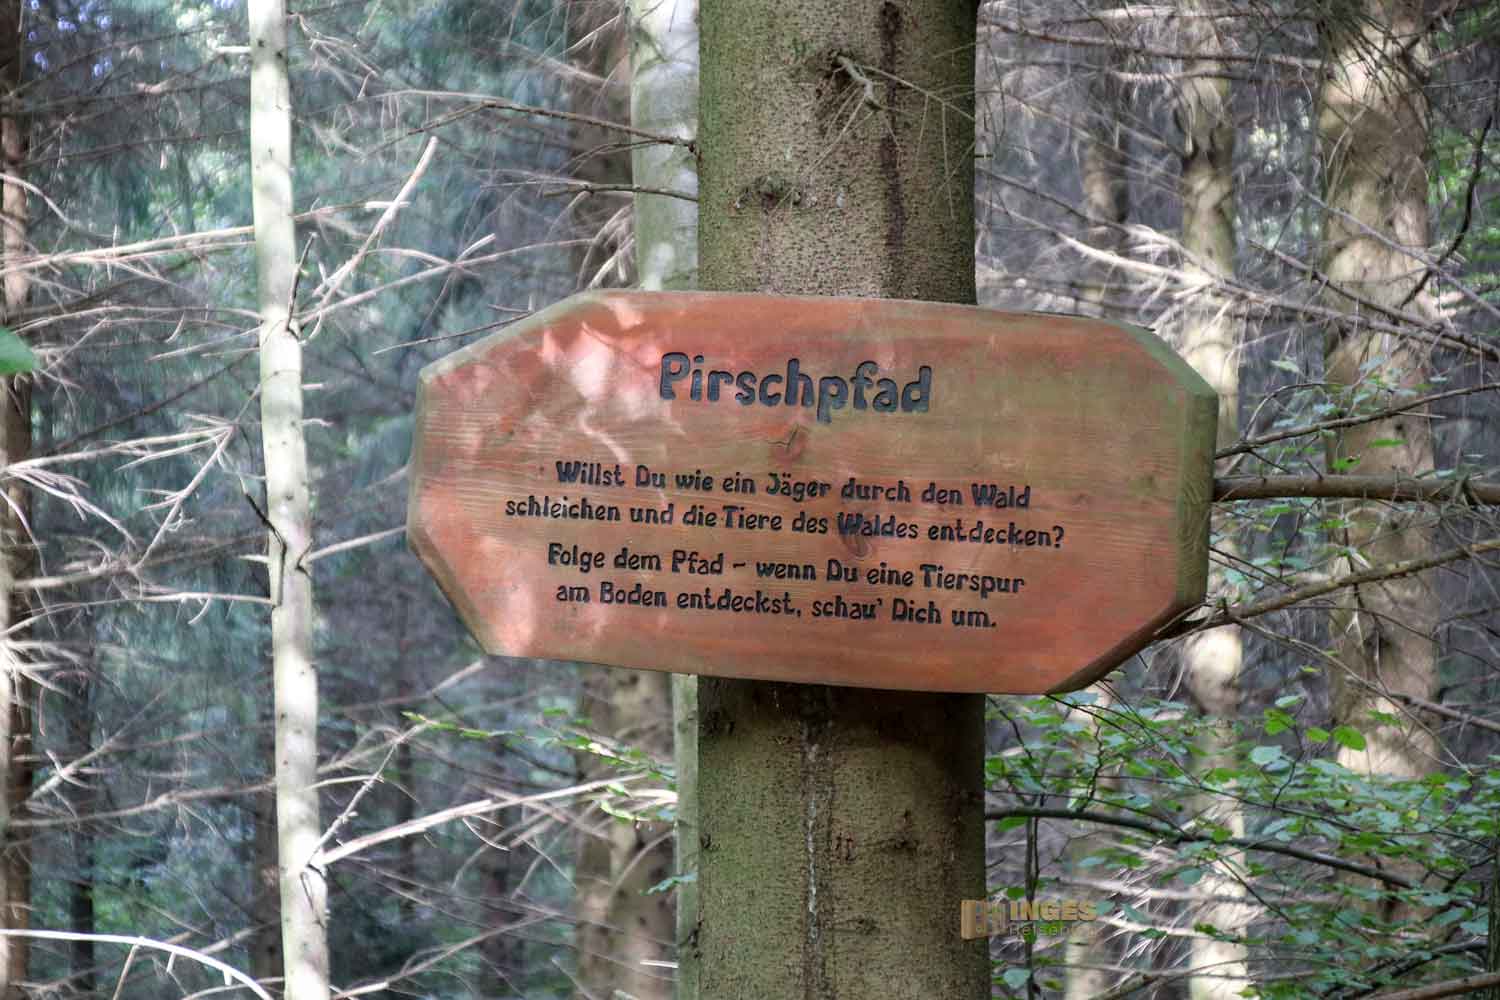 Pirschpfad
Willst Du wie ein Jäger durch den Wald
schleichen und die Tiere des Waldes entdecken?
Folge dem Pfad - wenn Du eine Tierspur
am Boden entdeckst, schau' Dich um.
INGES